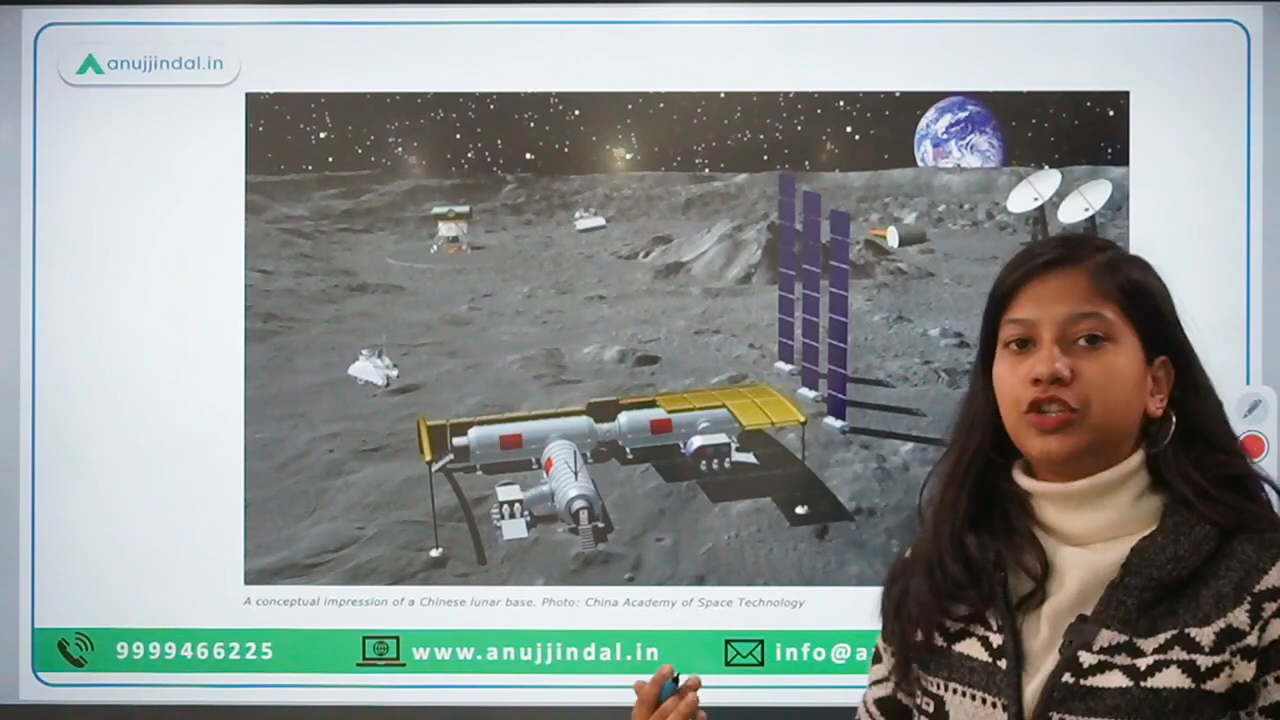 anujjindal.in
A conceptual impression of a Chinese lunar base. Photo: China Academy of Space Technology
9999466225
www.anujjindal.in
info@a